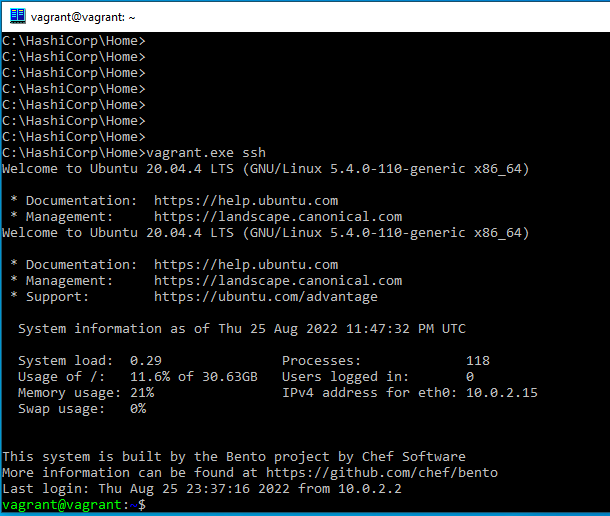 vagrant@vagrant: ~
C:\HashiCorp\Home>
C:\HashiCorp\Home>
C:\HashiCorp\Home>
C:\HashiCorp\Home>
C:\HashiCorp\Home>
C:\HashiCorp\Home>
C:\HashiCorp\Home>
C:\HashiCorp\Home>vagrant.exe ssh
Welcome to Ubuntu 20.04.4 LTS (GNU/Linux 5.4.0-110-generic x86_64)
* Documentation:  https://help.ubuntu.com
* Management:     https://landscape.canonical.com
Welcome to Ubuntu 20.04.4 LTS (GNU/Linux 5.4.0-110-generic x86_64)
* Documentation:  https://help.ubuntu.com
* Management:     https://landscape.canonical.com
* Support:        https://ubuntu.com/advantage
System information as of Thu 25 Aug 2022 11:47:32 PM UTC
System load:  0.29               Processes:             118
Usage of /:   11.6% of 30.63GB   Users logged in:       0
Memory usage: 21%                IPv4 address for eth0: 10.0.2.15
Swap usage:   0%
This system is built by the Bento project by Chef Software
More information can be found at https://github.com/chef/bento
Last login: Thu Aug 25 23:37:16 2022 from 10.0.2.2
vagrant@vagrant:~$